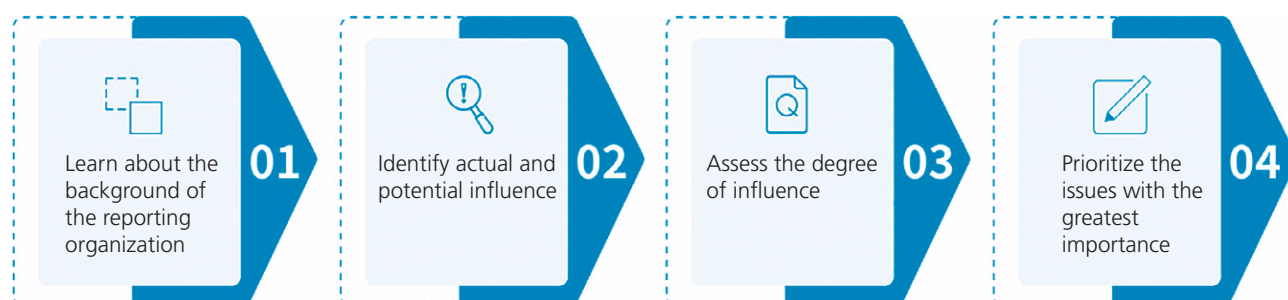 Learn about the
background of
the reporting
organization
01
Identify actual and
potential influence
02
Assess the degree
of influence
03
Prioritize the
issues with the
greatest
importance
04